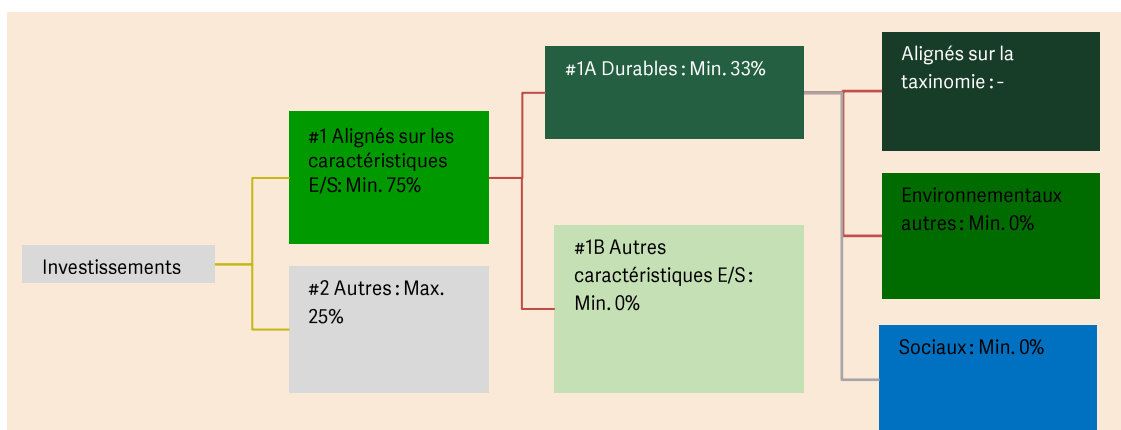 Investissements
#1 Alignés sur les
caractéristiques
E/S: Min. 75%
#2 Autres : Max.
25%
#1A Durables : Min. 33%
#1B Autres
caractéristiques E/S :
Min. 0%
Alignés sur la
taxinomie : -
Environnementaux
autres : Min. 0%
Sociaux : Min. 0%